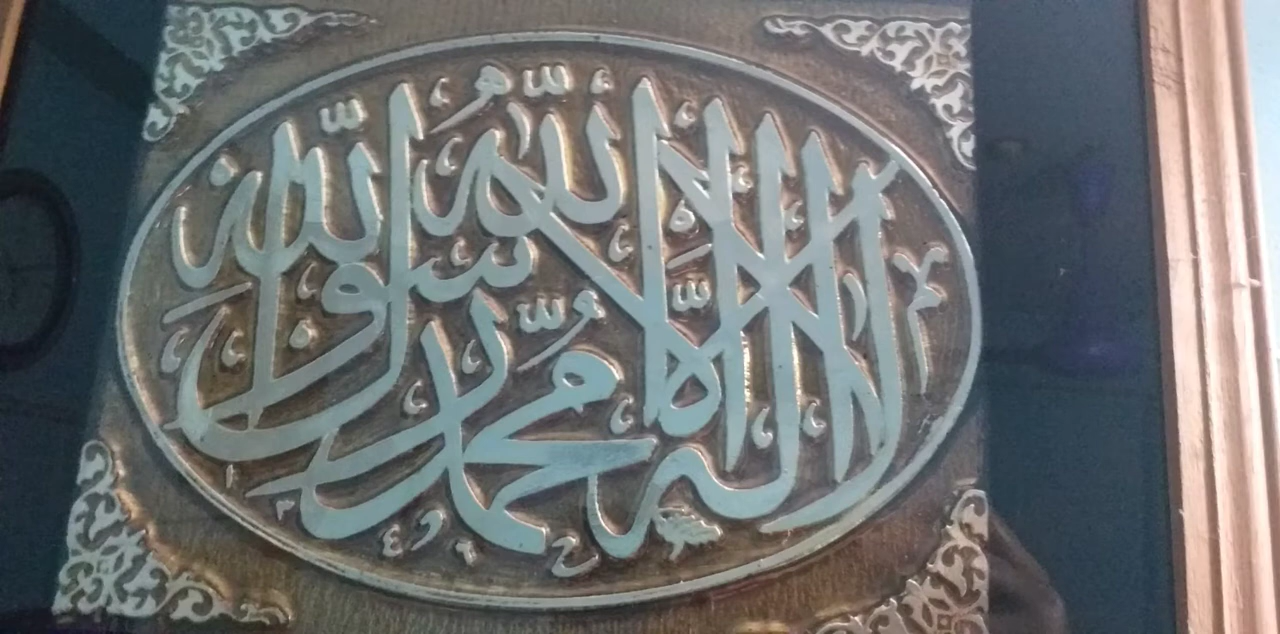 لا إله إلا الله محمد رسول الله